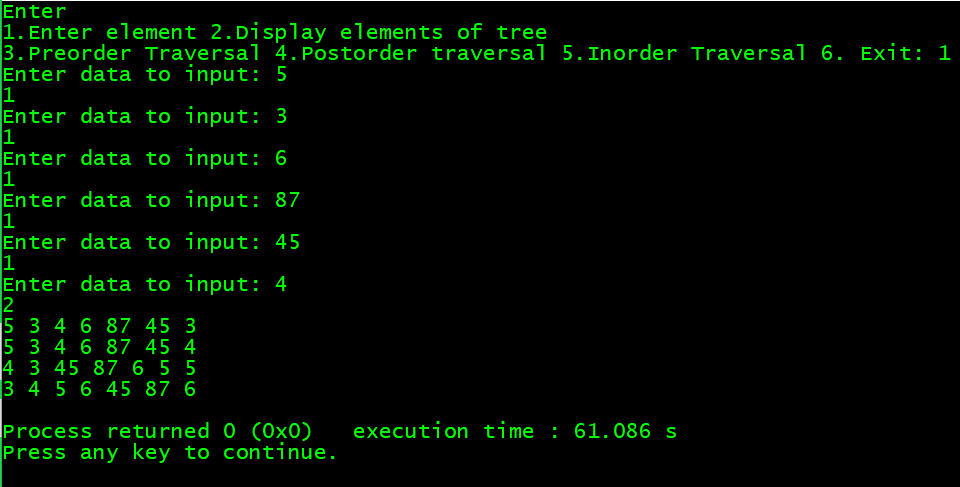 Enter
1.Enter element 2.Display elements of tree
3.Preorder Traversal 4.Postorder traversal 5.Inorder Traversal 6. Exit: 1
Enter data to input: 5
1
Enter data to input: 3
1
Enter data to input: 6
1
Enter data to input: 87
1
Enter data to input: 45
1
Enter data to input: 4
2
5 3 4 6 87 45 3
5 3 4 6 87 45 4
4 3 45 87 6 5 5
3 4 5 6 45 87 6
Process returned 0 (0x0)   execution time : 61.086 s
Press any key to continue.